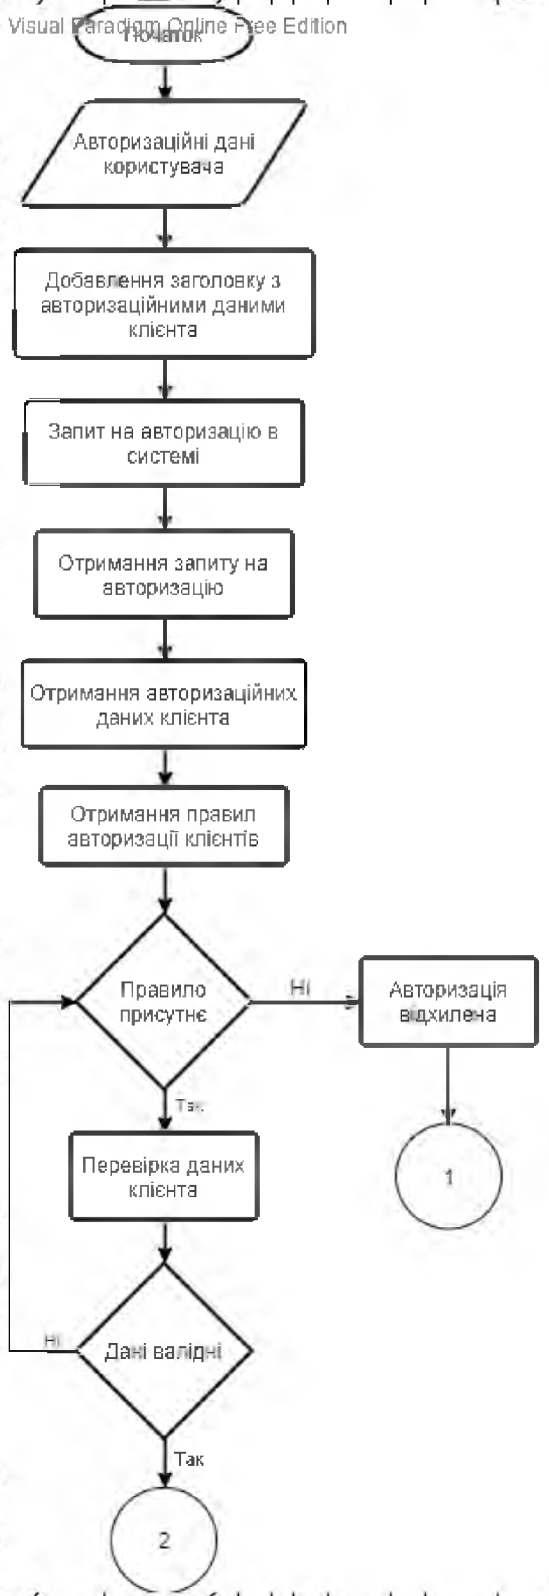 Visual Paradigm Online Free Edition
Початок
Авторизаційні дані
користувача
Добавлення заголовку з
авторизаційними даними
клієнта
Запит на авторизацію в
системі
Отримання запиту на
авторизацію
Отримання авторизаційних
даних клієнта
Отримання правил
авторизації клієнтів
Правило
присутнє
Ні
Авторизація
відхилена
Так
Перевірка даних
клієнта
1
Ні
Дані валідні
Так
2